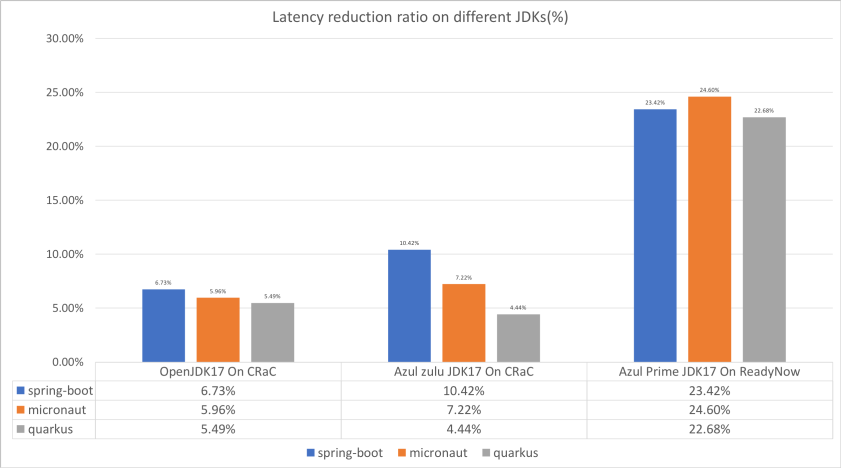 Latency reduction ratio on different JDKs(%)
30.00%
25.00%
20.00%
15.00%
10.00%
5.00%
0.00%
6.73%
5.96%
5.49%
10.42%
7.22%
4.44%
23.42%
24.60%
22.68%
OpenJDK17 On CRaC Azul zulu JDK17 On CRaC Azul Prime JDK17 On ReadyNow
spring-boot 6.73% 10.42% 23.42%
micronaut 5.96% 7.22% 24.60%
quarkus 5.49% 4.44% 22.68%
spring-boot micronaut quarkus